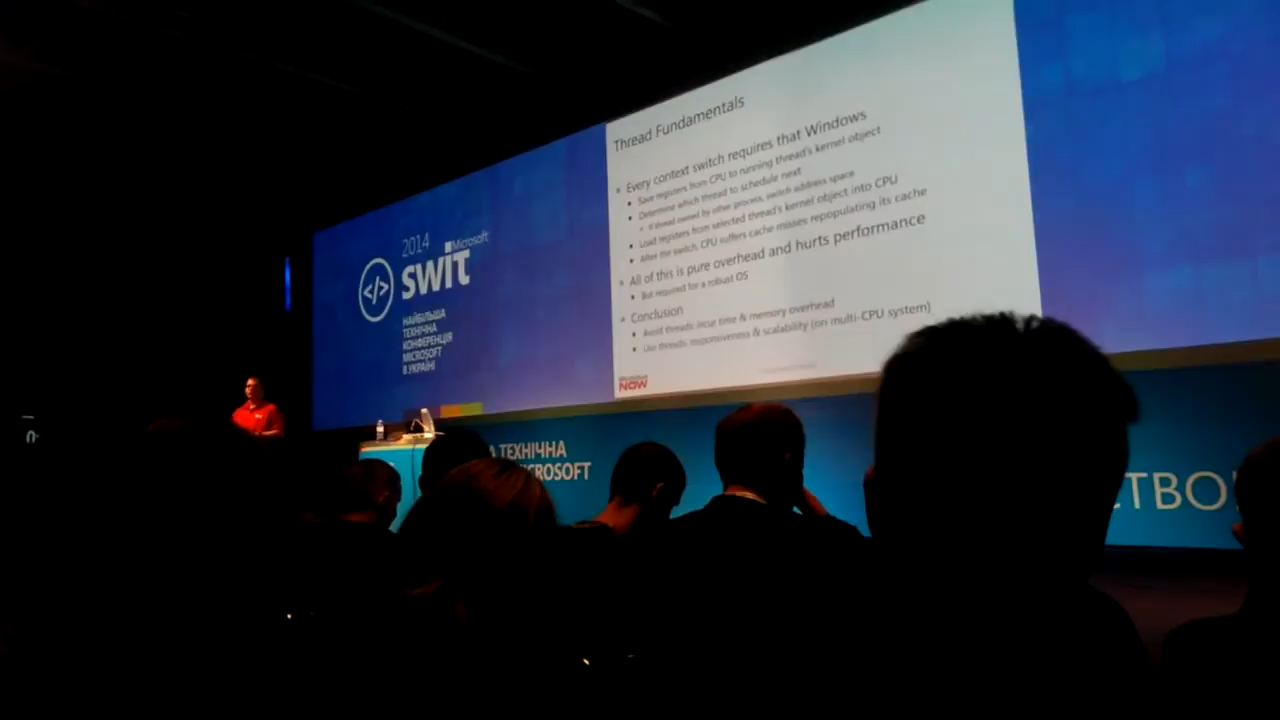 2014
Microsoft
swit
</>
НАЙБІЛЬША
ТЕХНІЧНА
КОНФЕРЕНЦІЯ
MICROSOFT
В УКРАЇНІ
Thread Fundamentals
Every context switch requires that Windows
Save registers from CPU to running thread's kernel object
Determine which thread to schedule next
If thread owned by other process, switch address space
Load registers from selected thread's kernel object into CPU
After the switch, CPU suffers cache misses repopulating its cache
All of this is pure overhead and hurts performance
But required for a robust OS
Conclusion
Avoid threads: incur time & memory overhead
Use threads: responsiveness & scalability (on multi-CPU system)
NOW
А ТЕХНІЧНА
CROSOFT
СТВО